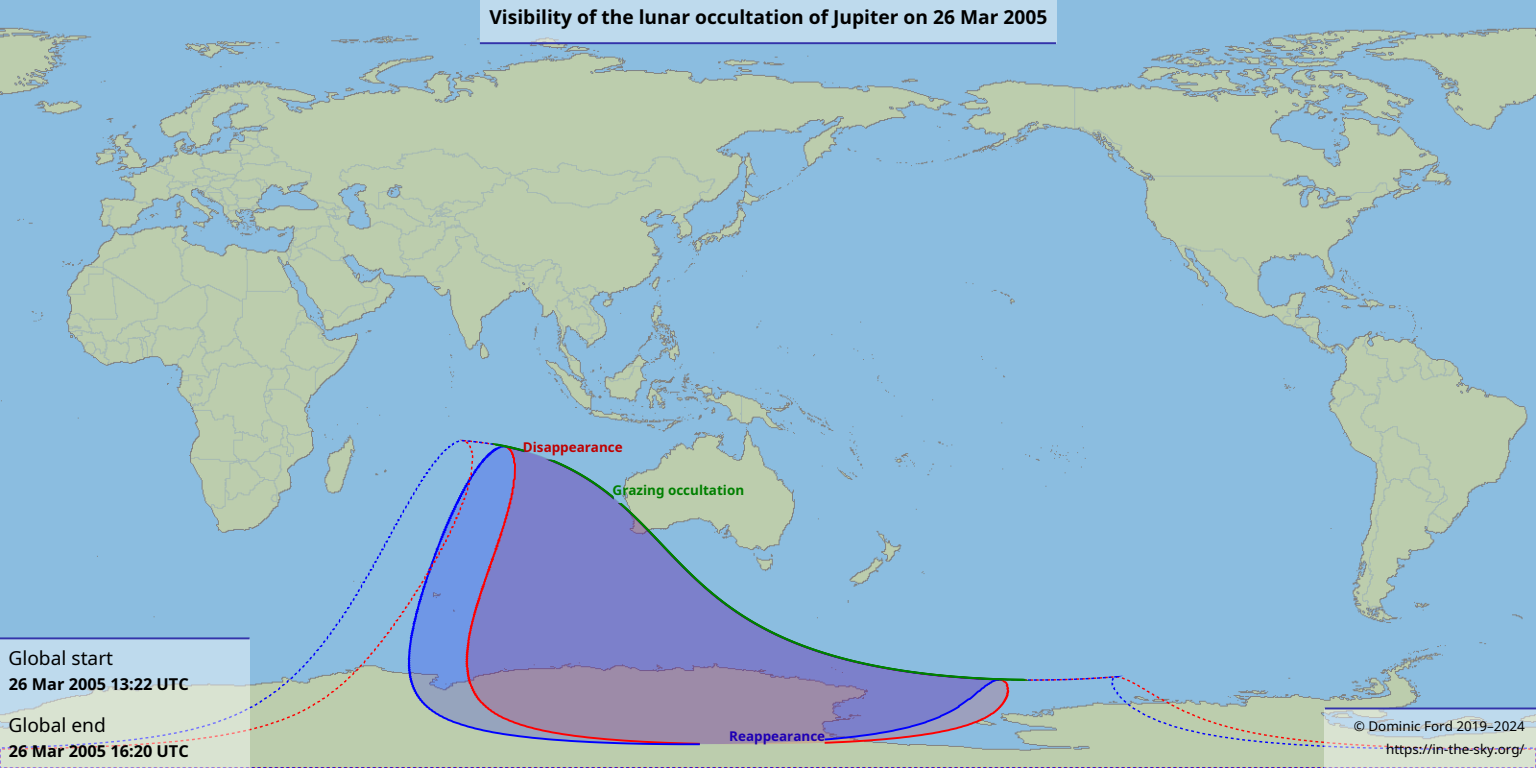 Visibility of the lunar occultation of Jupiter on 26 Mar 2005
Disappearance
Grazing occultation
Reappearance
Global start
26 Mar 2005 13:22 UTC
Global end
26 Mar 2005 16:20 UTC
© Dominic Ford 2019–2024
https://in-the-sky.org/